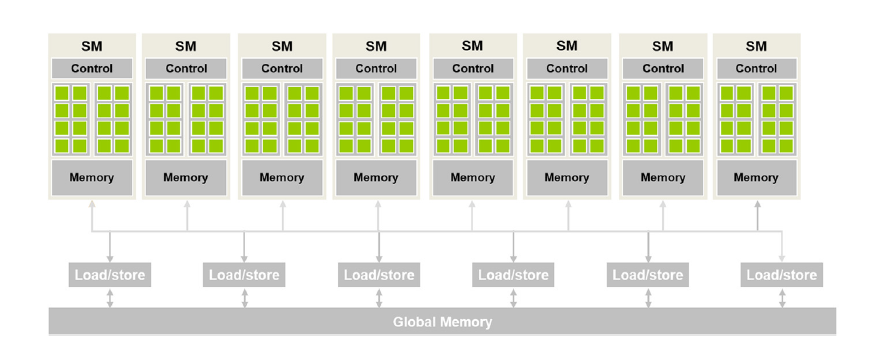 SM SM SM SM SM SM SM SM
Control Control Control Control Control Control Control Control
Memory Memory Memory Memory Memory Memory Memory Memory
Load/store Load/store Load/store Load/store Load/store Load/store
Global Memory